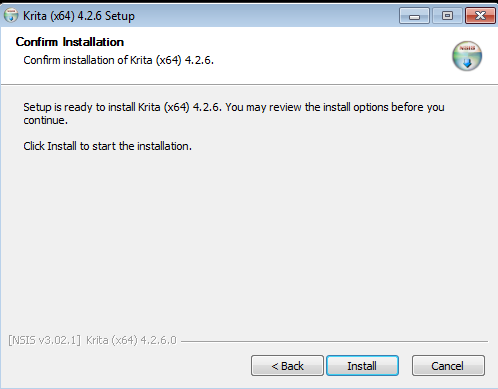 Krita (x64) 4.2.6 Setup
Confirm Installation
Confirm installation of Krita (x64) 4.2.6.
Setup is ready to install Krita (x64) 4.2.6. You may review the install options before you
continue.
Click Install to start the installation.
[NSIS v3.02.1] Krita (x64) 4.2.6.0
< Back Install Cancel